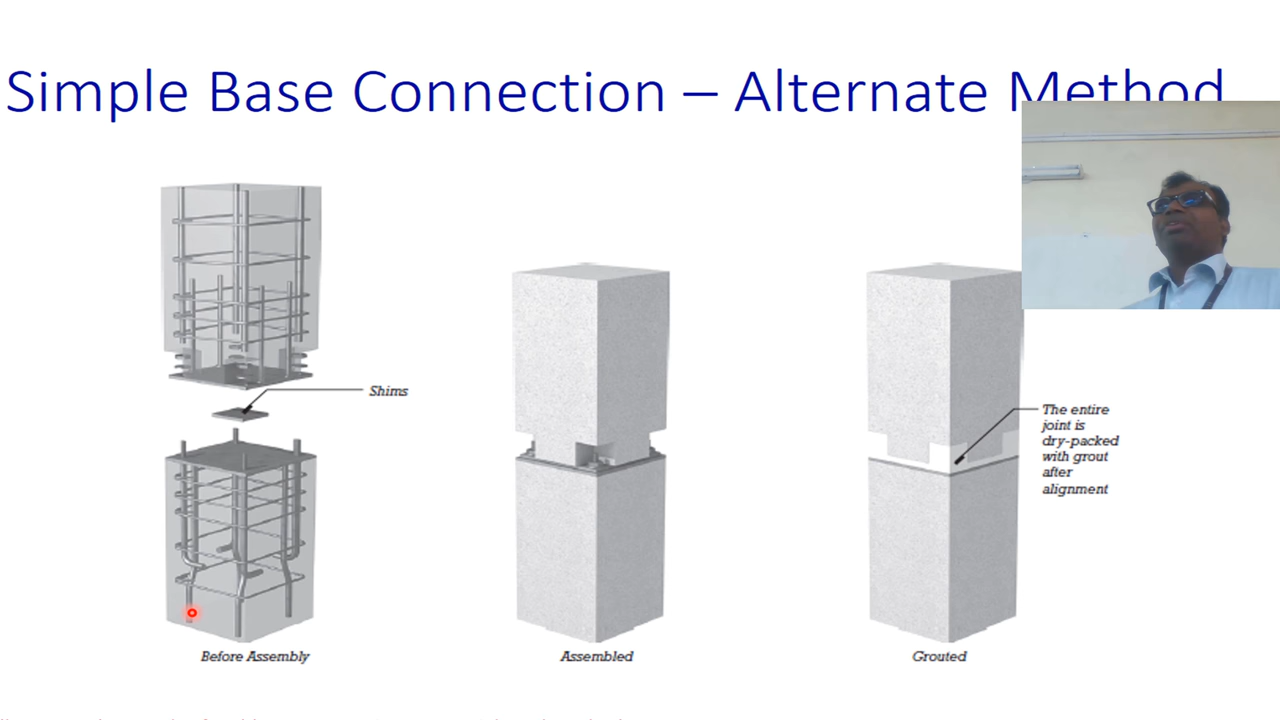 Simple Base Connection – Alternate Method
Shims
The entire
joint is
dry-packed
with grout
after
alignment
Before Assembly
Assembled
Grouted